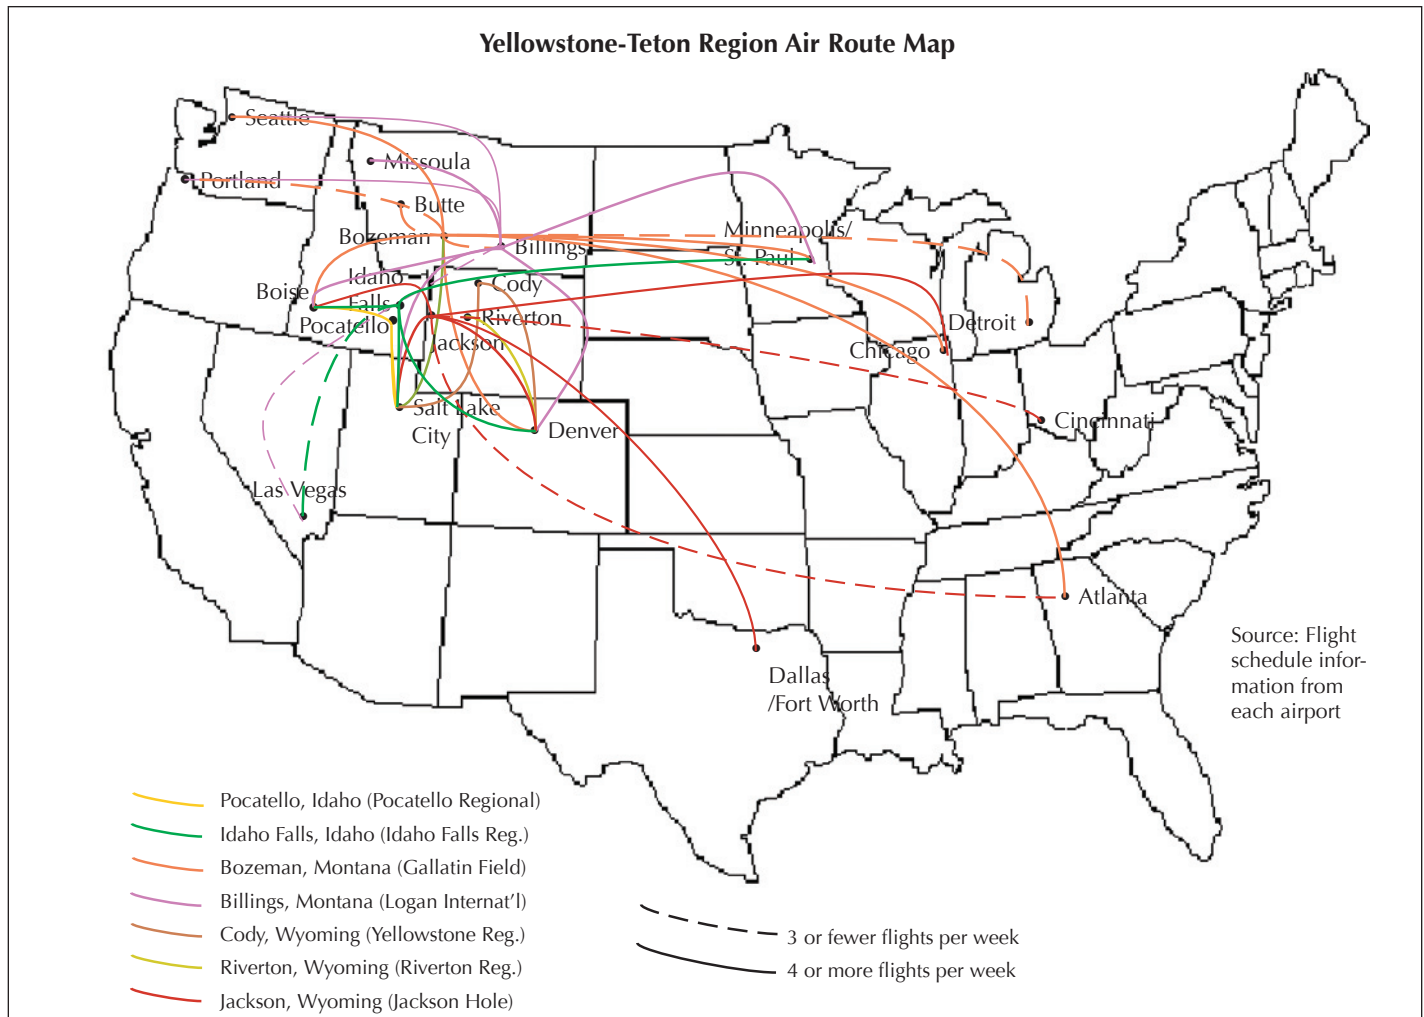 Yellowstone-Teton Region Air Route Map
Seattle
Missoula
Portland
Butte
Bozeman
Billings
Minneapolis/
St. Paul
Idaho
Falls
Cody
Boise
Pocatello
Riverton
Jackson
Detroit
Chicago
Salt Lake
City
Denver
Cincinnati
Las Vegas
Atlanta
Dallas
/Fort Worth
Source: Flight
schedule infor-
mation from
each airport
Pocatello, Idaho (Pocatello Regional)
Idaho Falls, Idaho (Idaho Falls Reg.)
Bozeman, Montana (Gallatin Field)
Billings, Montana (Logan Internat'l)
Cody, Wyoming (Yellowstone Reg.)
Riverton, Wyoming (Riverton Reg.)
Jackson, Wyoming (Jackson Hole)
3 or fewer flights per week
4 or more flights per week